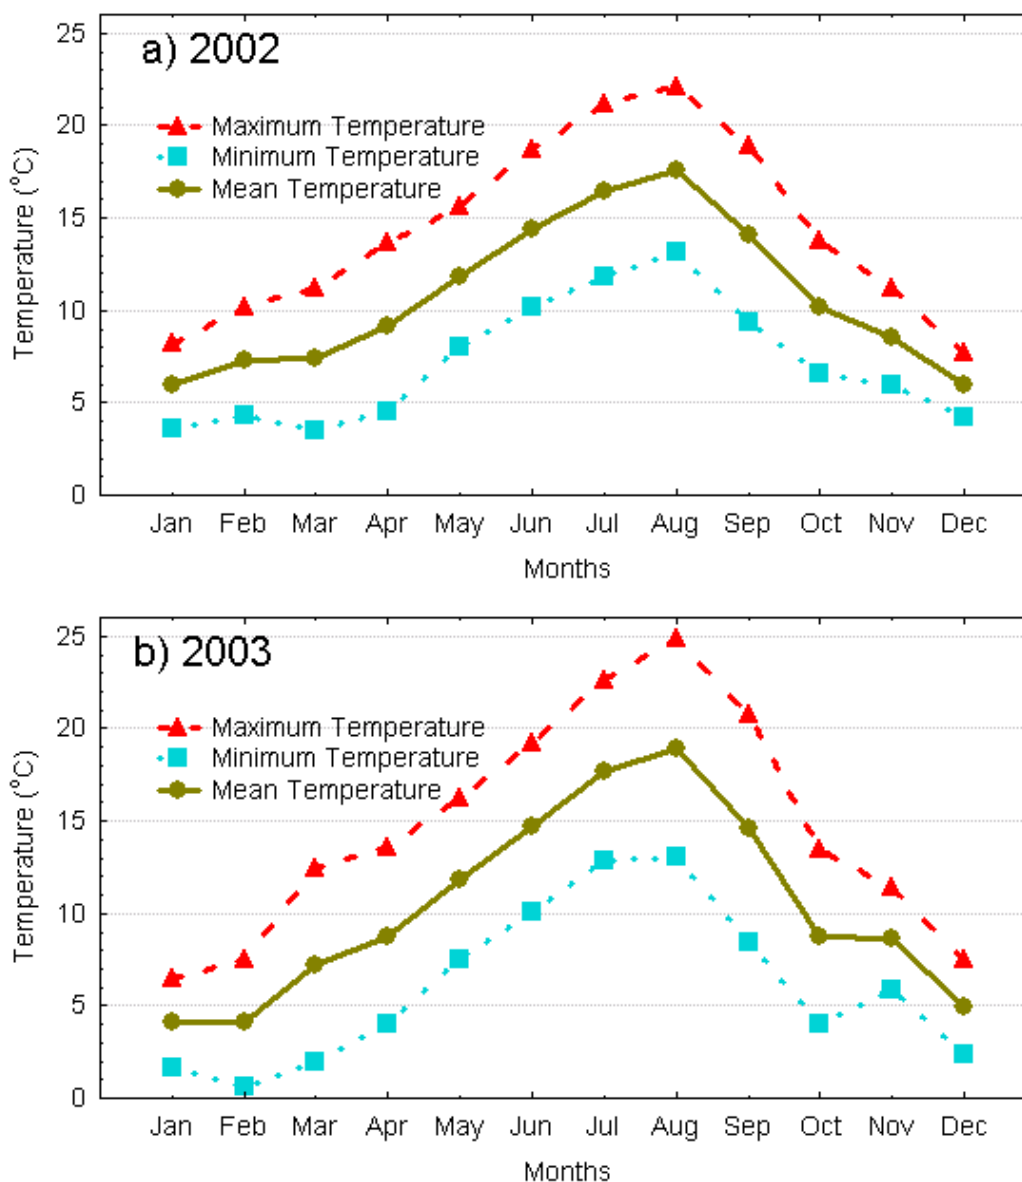 a) 2002
25
20
15
10
5
0
Temperature (°C)
Maximum Temperature
Minimum Temperature
Mean Temperature
Jan Feb Mar Apr May Jun Jul Aug Sep Oct Nov Dec
Months
b) 2003
25
20
15
10
5
0
Temperature (°C)
Maximum Temperature
Minimum Temperature
Mean Temperature
Jan Feb Mar Apr May Jun Jul Aug Sep Oct Nov Dec
Months